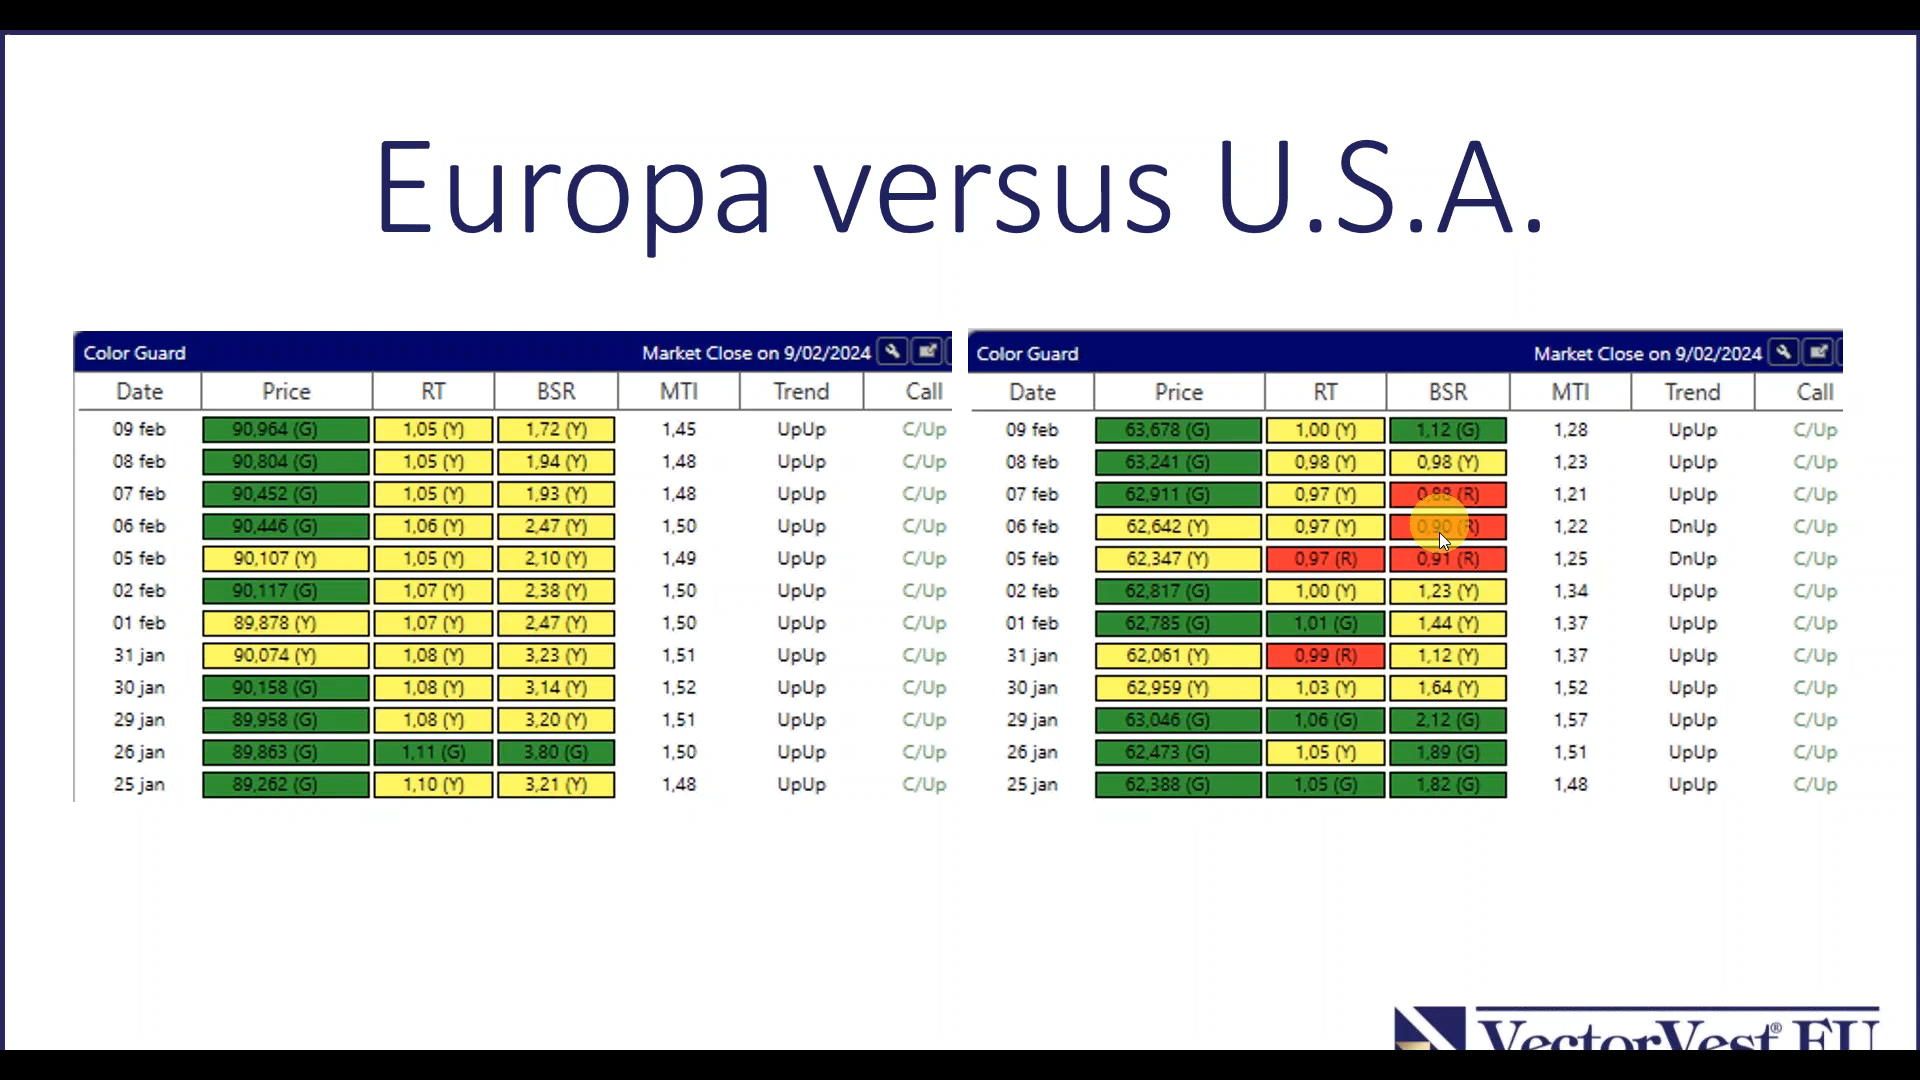 Europa versus U.S.A.
Color Guard Market Close on 9/02/2024
Date Price RT BSR MTI Trend Call
09 feb 90,964 (G) 1,05 (Y) 1,72 (Y) 1,45 UpUp C/Up
08 feb 90,804 (G) 1,05 (Y) 1,94 (Y) 1,48 UpUp C/Up
07 feb 90,452 (G) 1,05 (Y) 1,93 (Y) 1,48 UpUp C/Up
06 feb 90,446 (G) 1,06 (Y) 2,47 (Y) 1,50 UpUp C/Up
05 feb 90,107 (Y) 1,05 (Y) 2,10 (Y) 1,49 UpUp C/Up
02 feb 90,117 (G) 1,07 (Y) 2,38 (Y) 1,50 UpUp C/Up
01 feb 89,878 (Y) 1,07 (Y) 2,47 (Y) 1,50 UpUp C/Up
31 jan 90,074 (Y) 1,08 (Y) 3,23 (Y) 1,51 UpUp C/Up
30 jan 90,158 (G) 1,08 (Y) 3,14 (Y) 1,52 UpUp C/Up
29 jan 89,958 (G) 1,08 (Y) 3,20 (Y) 1,51 UpUp C/Up
26 jan 89,863 (G) 1,11 (G) 3,80 (G) 1,50 UpUp C/Up
25 jan 89,262 (G) 1,10 (Y) 3,21 (Y) 1,48 UpUp C/Up
Color Guard Market Close on 9/02/2024
Date Price RT BSR MTI Trend Call
09 feb 63,678 (G) 1,00 (Y) 1,12 (G) 1,28 UpUp C/Up
08 feb 63,241 (G) 0,98 (Y) 0,98 (Y) 1,23 UpUp C/Up
07 feb 62,911 (G) 0,97 (Y) 0,88 (R) 1,21 UpUp C/Up
06 feb 62,642 (Y) 0,97 (Y) 0,90 (R) 1,22 DnUp C/Up
05 feb 62,347 (Y) 0,97 (R) 0,91 (R) 1,25 DnUp C/Up
02 feb 62,817 (G) 1,00 (Y) 1,23 (Y) 1,34 UpUp C/Up
01 feb 62,785 (G) 1,01 (G) 1,44 (Y) 1,37 UpUp C/Up
31 jan 62,061 (Y) 0,99 (R) 1,12 (Y) 1,37 UpUp C/Up
30 jan 62,959 (Y) 1,03 (Y) 1,64 (Y) 1,52 UpUp C/Up
29 jan 63,046 (G) 1,06 (G) 2,12 (G) 1,57 UpUp C/Up
26 jan 62,473 (G) 1,05 (Y) 1,89 (G) 1,51 UpUp C/Up
25 jan 62,388 (G) 1,05 (G) 1,82 (G) 1,48 UpUp C/Up
VectorVest® EU